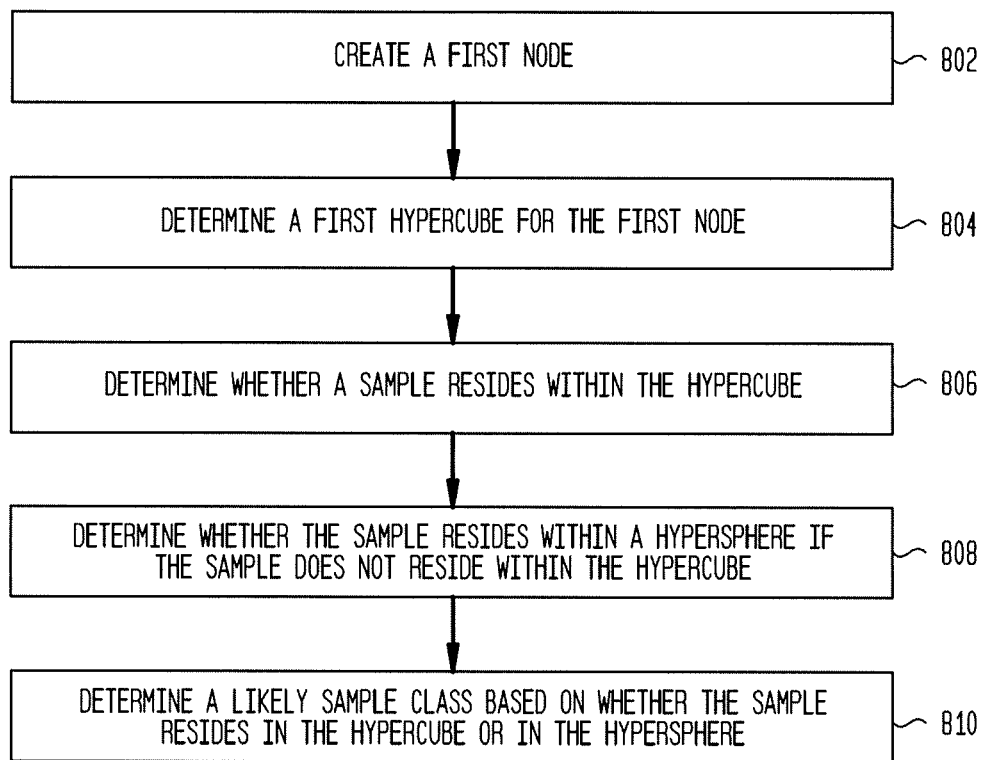 CREATE A FIRST NODE
802
DETERMINE A FIRST HYPERCUBE FOR THE FIRST NODE
804
DETERMINE WHETHER A SAMPLE RESIDES WITHIN THE HYPERCUBE
806
DETERMINE WHETHER THE SAMPLE RESIDES WITHIN A HYPERSPHERE IF
THE SAMPLE DOES NOT RESIDE WITHIN THE HYPERCUBE
808
DETERMINE A LIKELY SAMPLE CLASS BASED ON WHETHER THE SAMPLE
RESIDES IN THE HYPERCUBE OR IN THE HYPERSPHERE
810